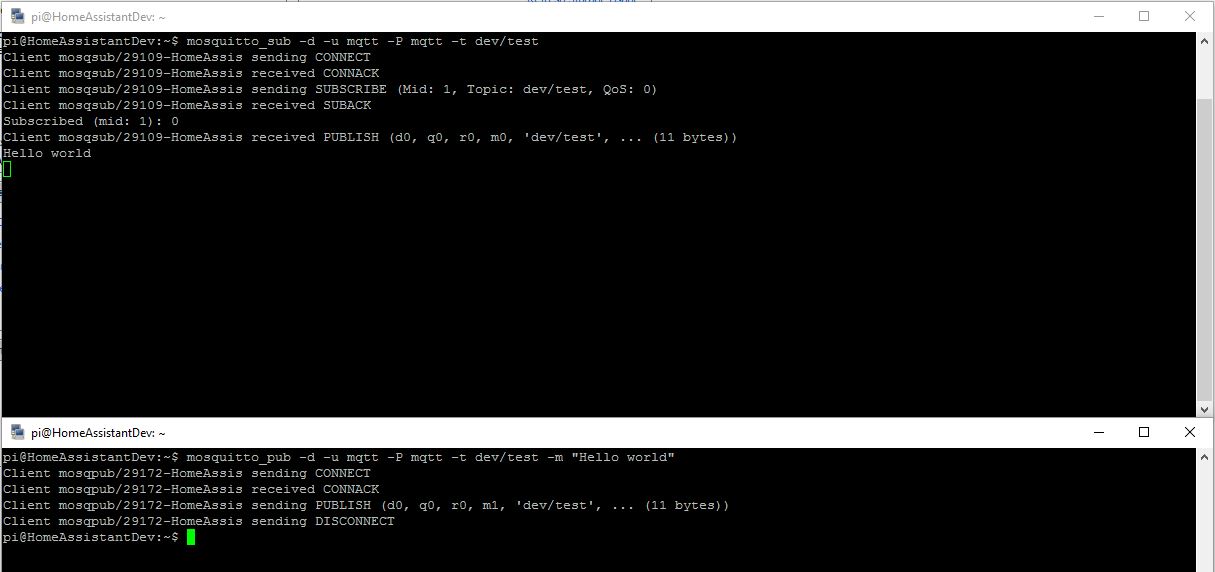 pi@HomeAssistantDev: ~
pi@HomeAssistantDev:~$ mosquitto_sub -d -u mqtt -P mqtt -t dev/test
Client mosqsub/29109-HomeAssis sending CONNECT
Client mosqsub/29109-HomeAssis received CONNACK
Client mosqsub/29109-HomeAssis sending SUBSCRIBE (Mid: 1, Topic: dev/test, QoS: 0)
Client mosqsub/29109-HomeAssis received SUBACK
Subscribed (mid: 1): 0
Client mosqsub/29109-HomeAssis received PUBLISH (d0, q0, r0, m0, 'dev/test', ... (11 bytes))
Hello world
pi@HomeAssistantDev: ~
pi@HomeAssistantDev:~$ mosquitto_pub -d -u mqtt -P mqtt -t dev/test -m "Hello world"
Client mosqpub/29172-HomeAssis sending CONNECT
Client mosqpub/29172-HomeAssis received CONNACK
Client mosqpub/29172-HomeAssis sending PUBLISH (d0, q0, r0, m1, 'dev/test', ... (11 bytes))
Client mosqpub/29172-HomeAssis sending DISCONNECT
pi@HomeAssistantDev:~$